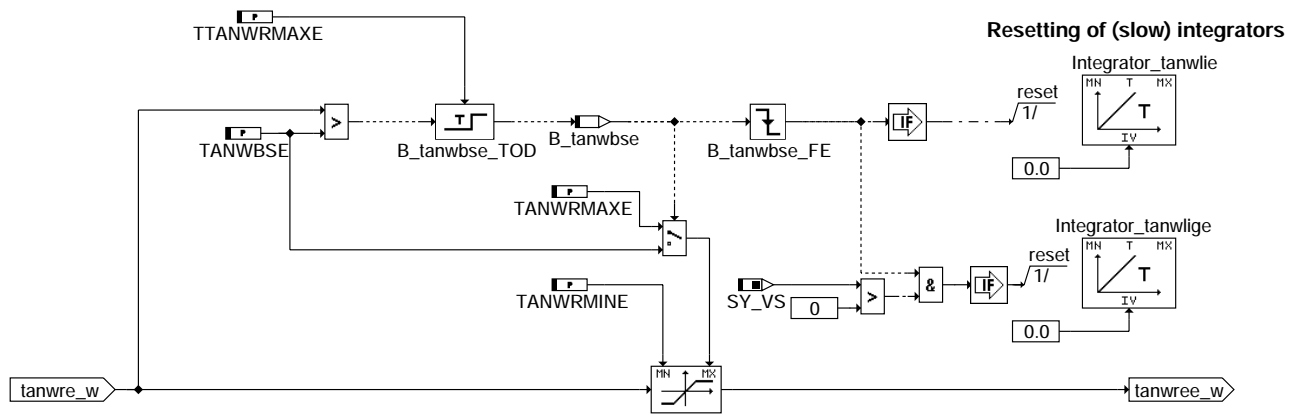 P
TTANWRMAXE
Resetting of (slow) integrators
Integrator_tanwlie
MN T MX
T
IV
reset
1/
0.0
>
P
TANWBSE
T
B_tanwbse_TOD
B_tanwbse
B_tanwbse_FE
IF
P
TANWRMAXE
Integrator_tanwlige
MN T MX
T
IV
reset
1/
0.0
P
TANWRMINE
SY_VS
0
>
&
IF
MN MX
tanwre_w
tanwree_w